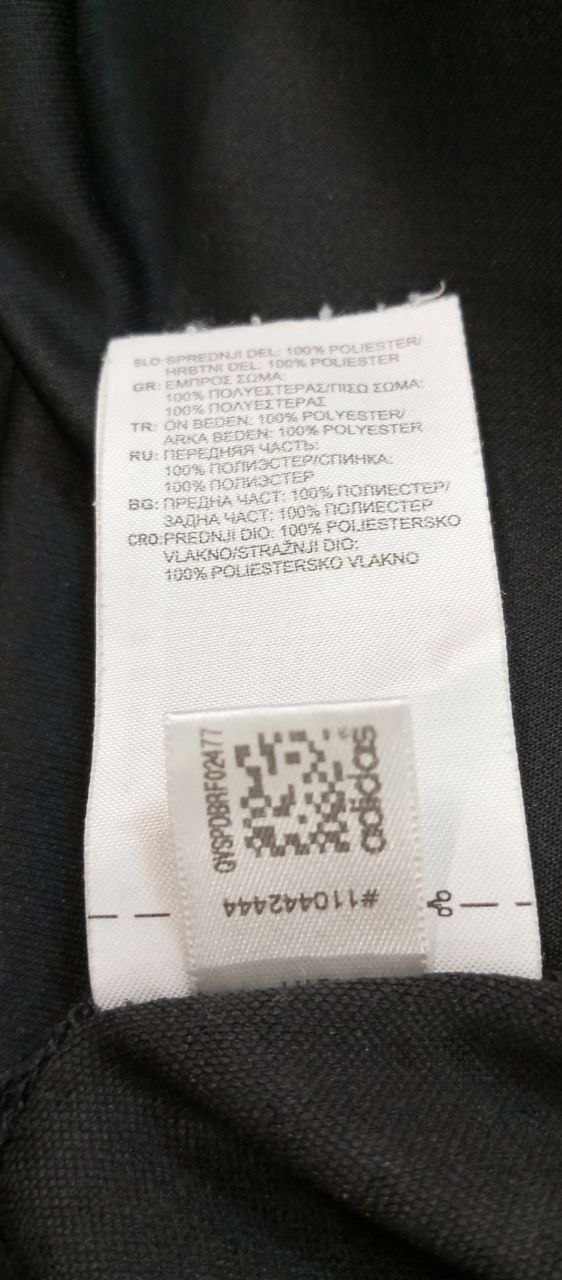 SLO: SPREDNJI DEL: 100% POLIESTER/
HRBTNI DEL: 100% POLIESTER
GR: ΕΜΠΡΟΣ ΣΩΜΑ:
100% ΠΟΛΥΕΣΤΕΡΑΣ/ΠΙΣΩ ΣΩΜΑ:
100% ΠΟΛΥΕΣΤΕΡΑΣ
TR: ÖN BEDEN: 100% POLYESTER/
ARKA BEDEN: 100% POLYESTER
RU: ПЕРЕДНЯЯ ЧАСТЬ:
100% ПОЛИЭСТЕР/СПИНКА:
100% ПОЛИЭСТЕР
BG: ПРЕДНА ЧАСТ: 100% ПОЛИЕСТЕР/
ЗАДНА ЧАСТ: 100% ПОЛИЕСТЕР
CRO: PREDNJI DIO: 100% POLIESTERSKO
VLAKNO/STRAŽNJI DIO:
100% POLIESTERSKO VLAKNO
QVSPDBRF02477
adidas
#110442444